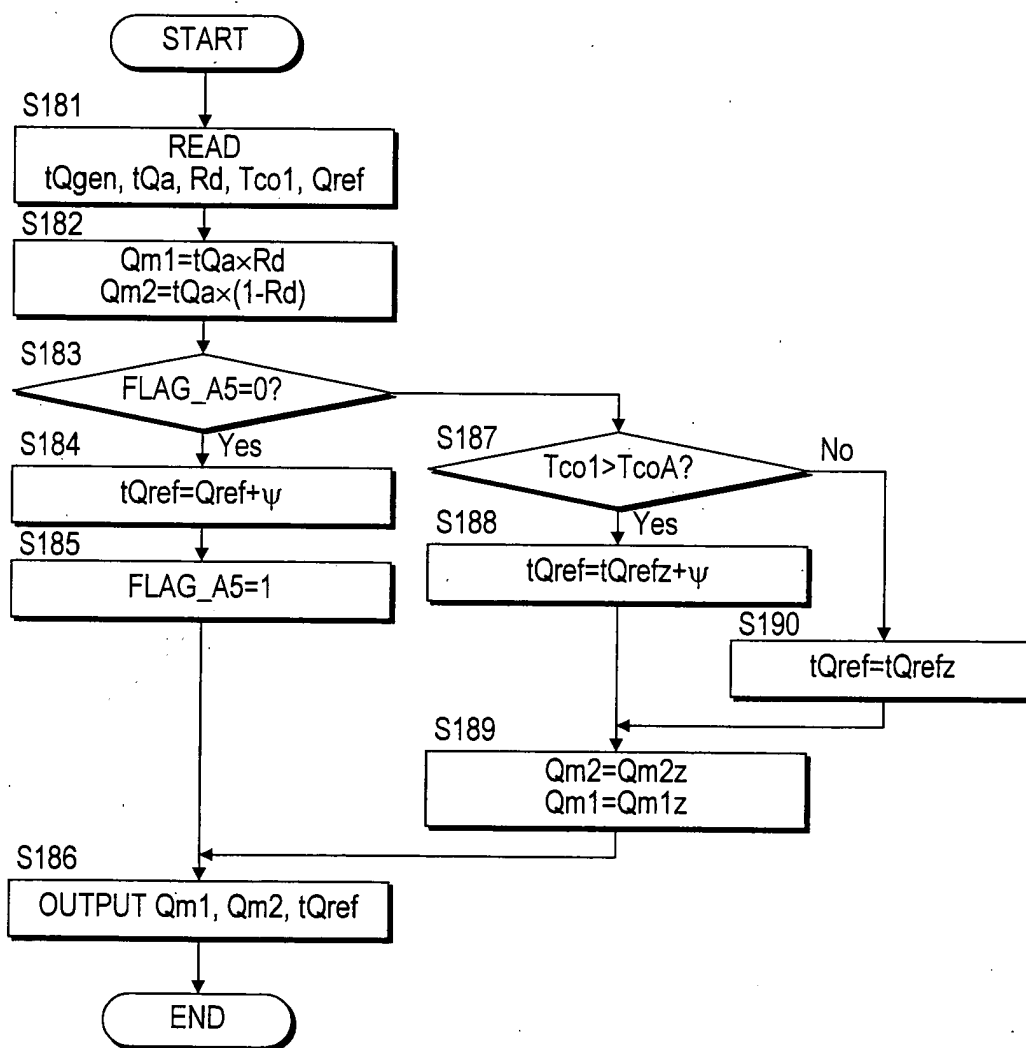 START
S181
READ
tQgen, tQa, Rd, Tco1, Qref
S182
Qm1=tQa×Rd
Qm2=tQa×(1-Rd)
S183
FLAG_A5=0?
Yes
S184
tQref=Qref+ψ
S185
FLAG_A5=1
S187
Tco1>TcoA?
No
Yes
S188
tQref=tQrefz+ψ
S190
tQref=tQrefz
S189
Qm2=Qm2z
Qm1=Qm1z
S186
OUTPUT Qm1, Qm2, tQref
END